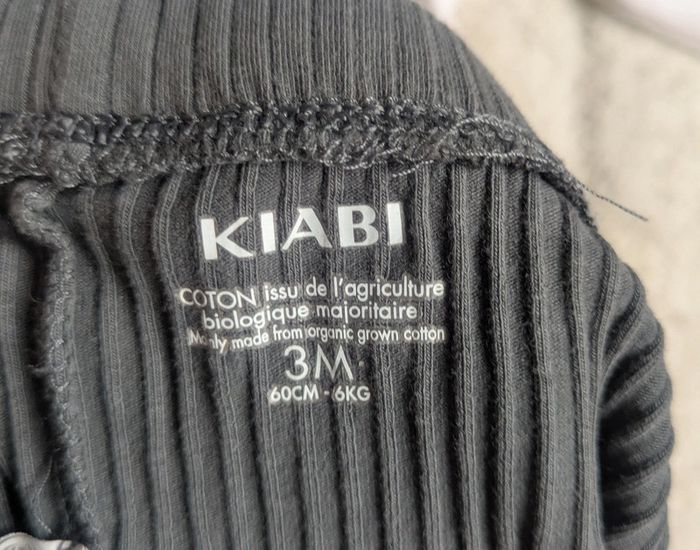 KIABI
COTON issu de l'agriculture
biologique majoritaire
Mainly made from organic grown cotton
3M
60CM - 6KG